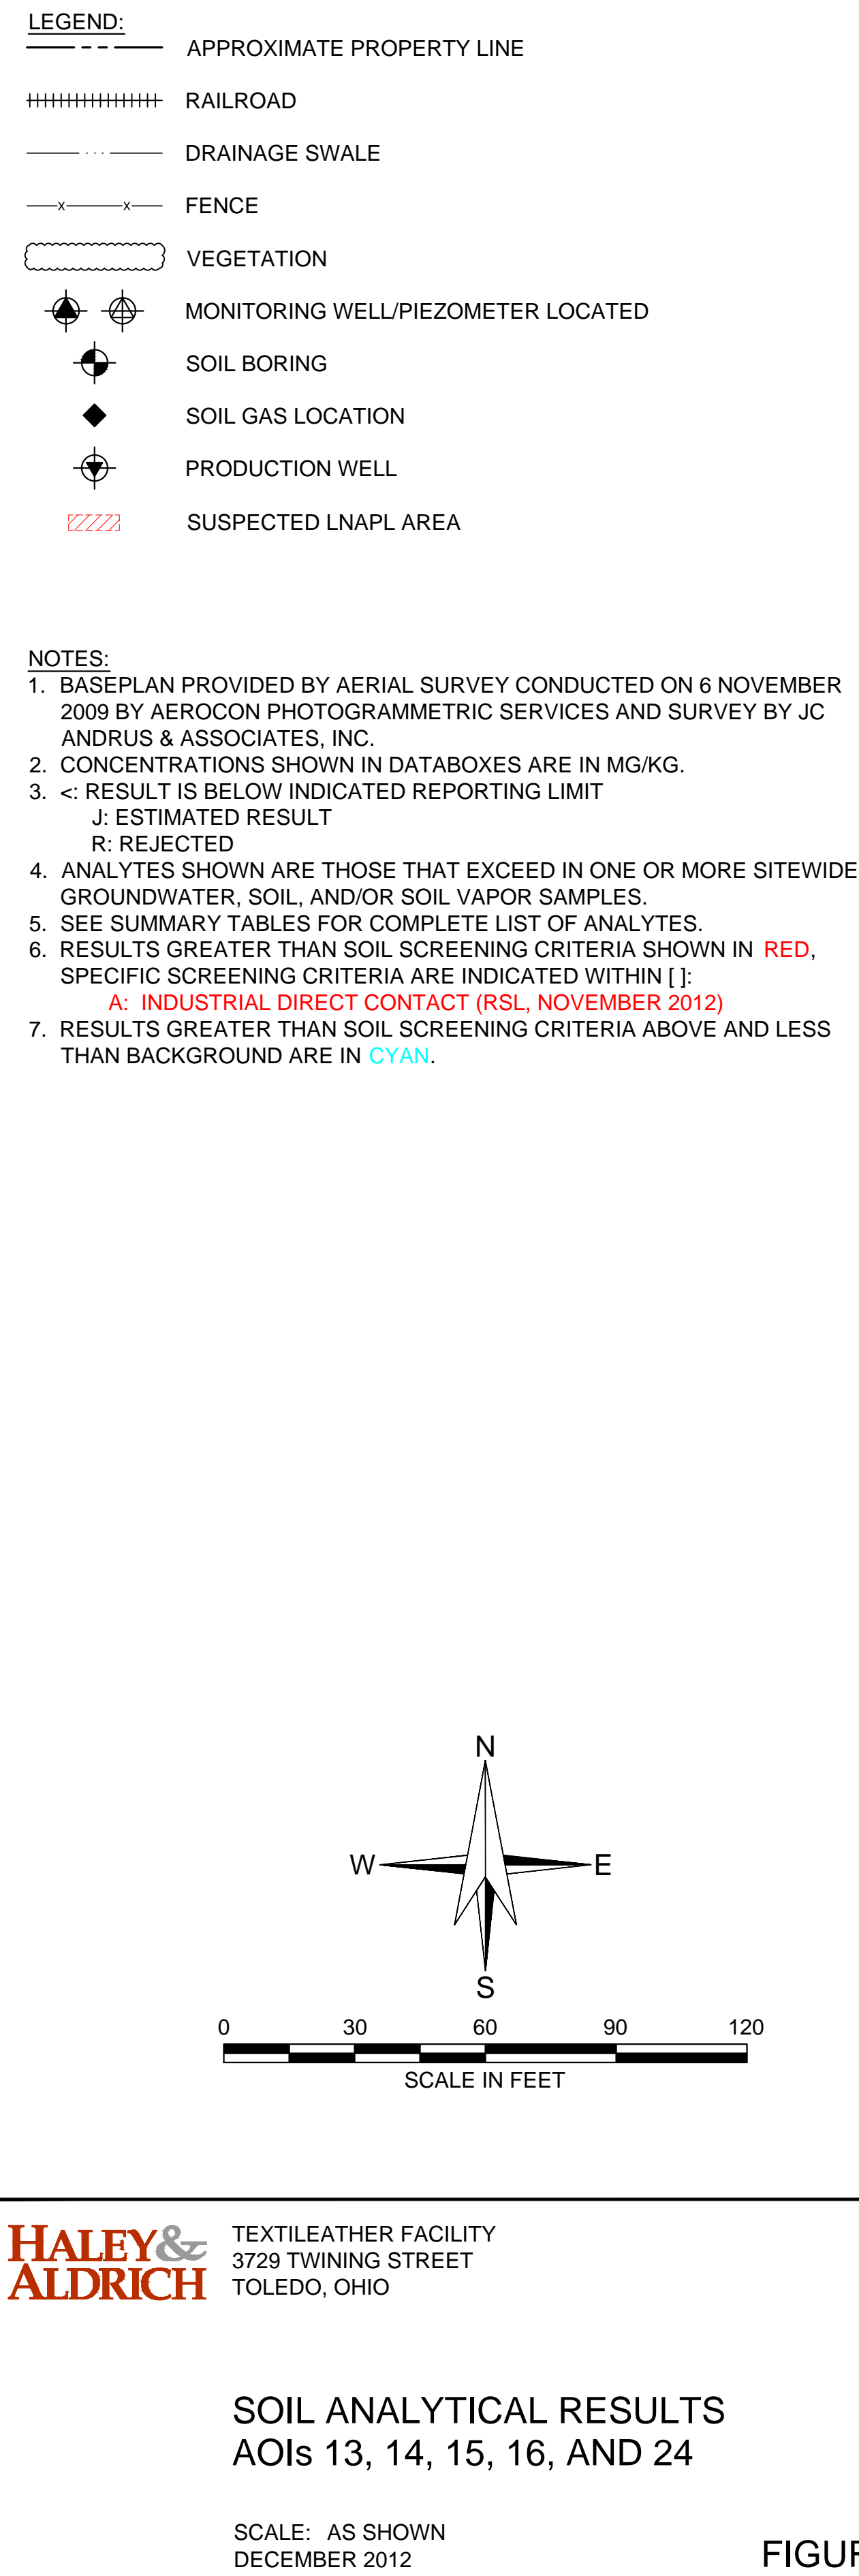 LEGEND:
APPROXIMATE PROPERTY LINE
RAILROAD
DRAINAGE SWALE
X X FENCE
VEGETATION
MONITORING WELL/PIEZOMETER LOCATED
SOIL BORING
SOIL GAS LOCATION
PRODUCTION WELL
SUSPECTED LNAPL AREA
NOTES:
1. BASEPLAN PROVIDED BY AERIAL SURVEY CONDUCTED ON 6 NOVEMBER
2009 BY AEROCON PHOTOGRAMMETRIC SERVICES AND SURVEY BY JC
ANDRUS & ASSOCIATES, INC.
2. CONCENTRATIONS SHOWN IN DATABOXES ARE IN MG/KG.
3. <: RESULT IS BELOW INDICATED REPORTING LIMIT
J: ESTIMATED RESULT
R: REJECTED
4. ANALYTES SHOWN ARE THOSE THAT EXCEED IN ONE OR MORE SITEWIDE
GROUNDWATER, SOIL, AND/OR SOIL VAPOR SAMPLES.
5. SEE SUMMARY TABLES FOR COMPLETE LIST OF ANALYTES.
6. RESULTS GREATER THAN SOIL SCREENING CRITERIA SHOWN IN RED,
SPECIFIC SCREENING CRITERIA ARE INDICATED WITHIN [ ]:
A: INDUSTRIAL DIRECT CONTACT (RSL, NOVEMBER 2012)
7. RESULTS GREATER THAN SOIL SCREENING CRITERIA ABOVE AND LESS
THAN BACKGROUND ARE IN CYAN.
N
W E
S
0 30 60 90 120
SCALE IN FEET
HALEY&
ALDRICH
TEXTILEATHER FACILITY
3729 TWINING STREET
TOLEDO, OHIO
SOIL ANALYTICAL RESULTS
AOIs 13, 14, 15, 16, AND 24
SCALE: AS SHOWN
DECEMBER 2012